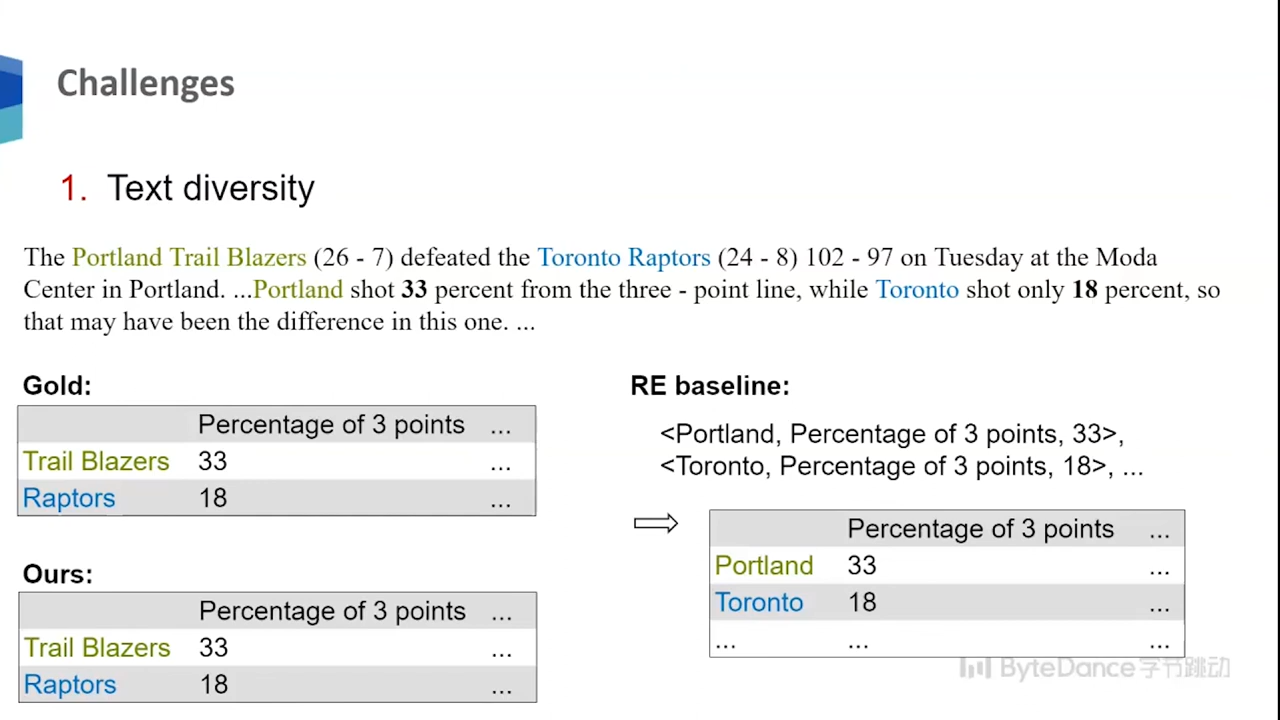 Challenges
1. Text diversity
The Portland Trail Blazers (26 - 7) defeated the Toronto Raptors (24 - 8) 102 - 97 on Tuesday at the Moda
Center in Portland. ...Portland shot 33 percent from the three - point line, while Toronto shot only 18 percent, so
that may have been the difference in this one. ...
Gold:
Percentage of 3 points ...
Trail Blazers 33 ...
Raptors 18 ...
Ours:
Percentage of 3 points ...
Trail Blazers 33 ...
Raptors 18 ...
RE baseline:
<Portland, Percentage of 3 points, 33>,
<Toronto, Percentage of 3 points, 18>, ...
Percentage of 3 points ...
Portland 33 ...
Toronto 18 ...
... ... ...
ByteDance字节跳动